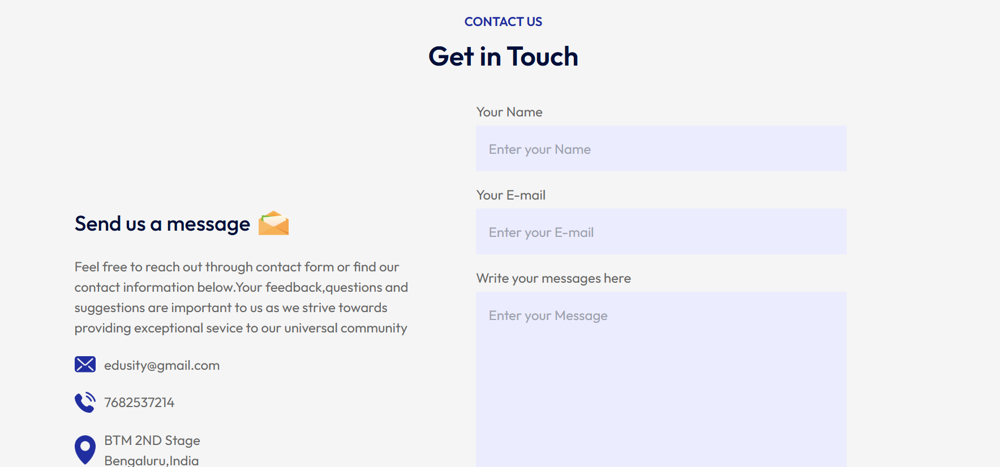 CONTACT US
Get in Touch
Send us a message
Feel free to reach out through contact form or find our
contact information below.Your feedback,questions and
suggestions are important to us as we strive towards
providing exceptional sevice to our universal community
edusity@gmail.com
7682537214
BTM 2ND Stage
Bengaluru,India
Your Name
Enter your Name
Your E-mail
Enter your E-mail
Write your messages here
Enter your Message